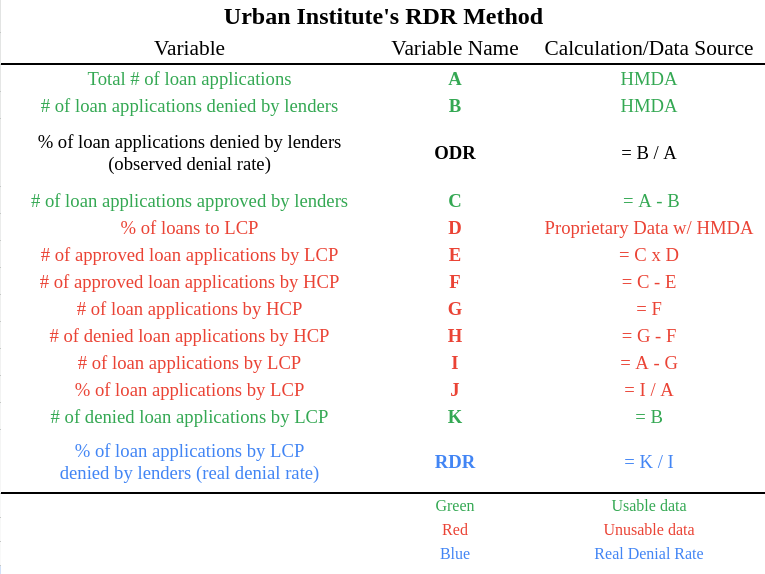 Urban Institute's RDR Method
Variable Variable Name Calculation/Data Source
Total # of loan applications A HMDA
# of loan applications denied by lenders B HMDA
% of loan applications denied by lenders
(observed denial rate) ODR = B / A
# of loan applications approved by lenders C = A - B
% of loans to LCP D Proprietary Data w/ HMDA
# of approved loan applications by LCP E = C x D
# of approved loan applications by HCP F = C - E
# of loan applications by HCP G = F
# of denied loan applications by HCP H = G - F
# of loan applications by LCP I = A - G
% of loan applications by LCP J = I / A
# of denied loan applications by LCP K = B
% of loan applications by LCP
denied by lenders (real denial rate) RDR = K / I
Green Usable data
Red Unusable data
Blue Real Denial Rate